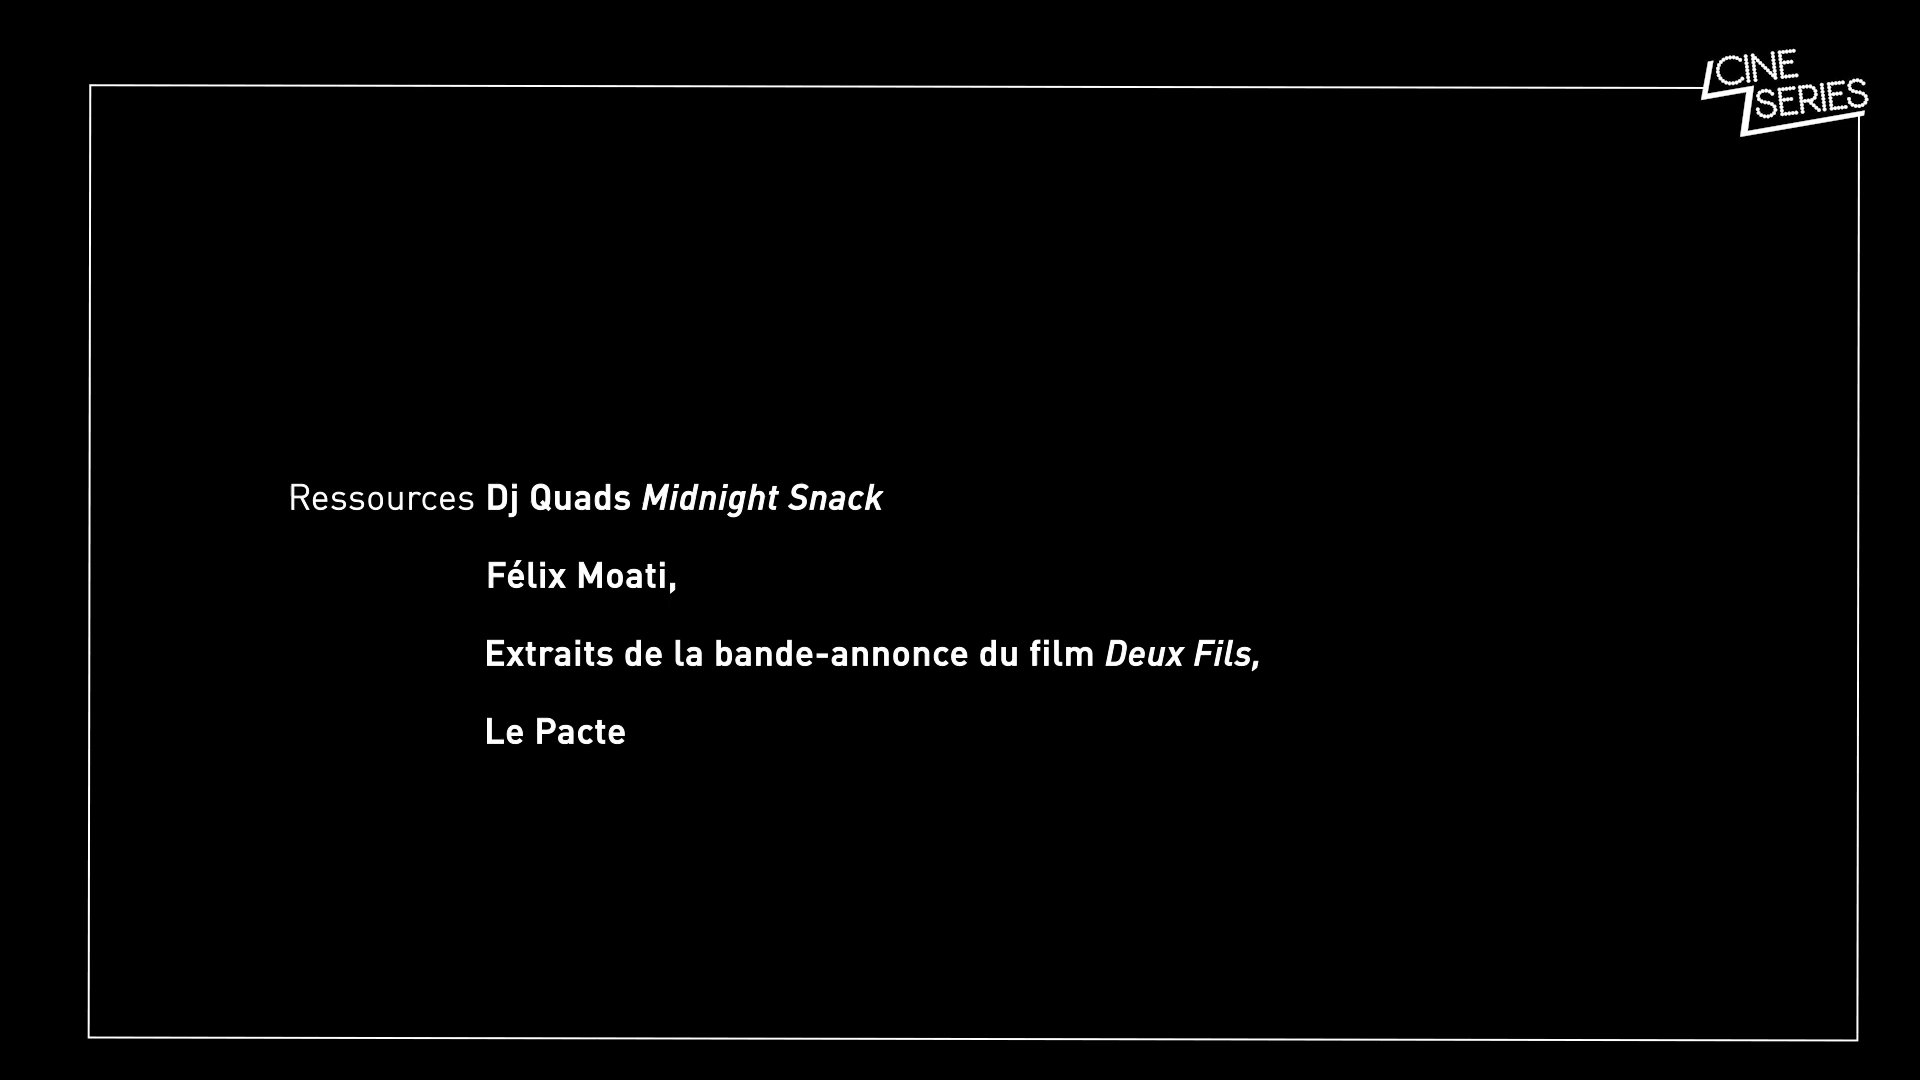 CINE
SERIES
Ressources Dj Quads Midnight Snack
Félix Moati,
Extraits de la bande-annonce du film Deux Fils,
Le Pacte